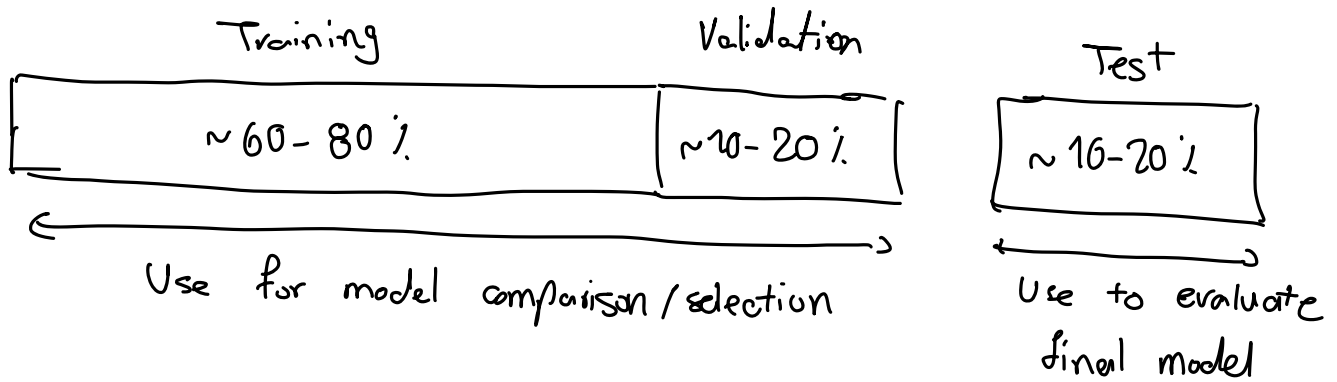 Training
Validation
Test
~60-80%
~10-20%
~10-20%
Use for model comparison/selection
Use to evaluate
final model